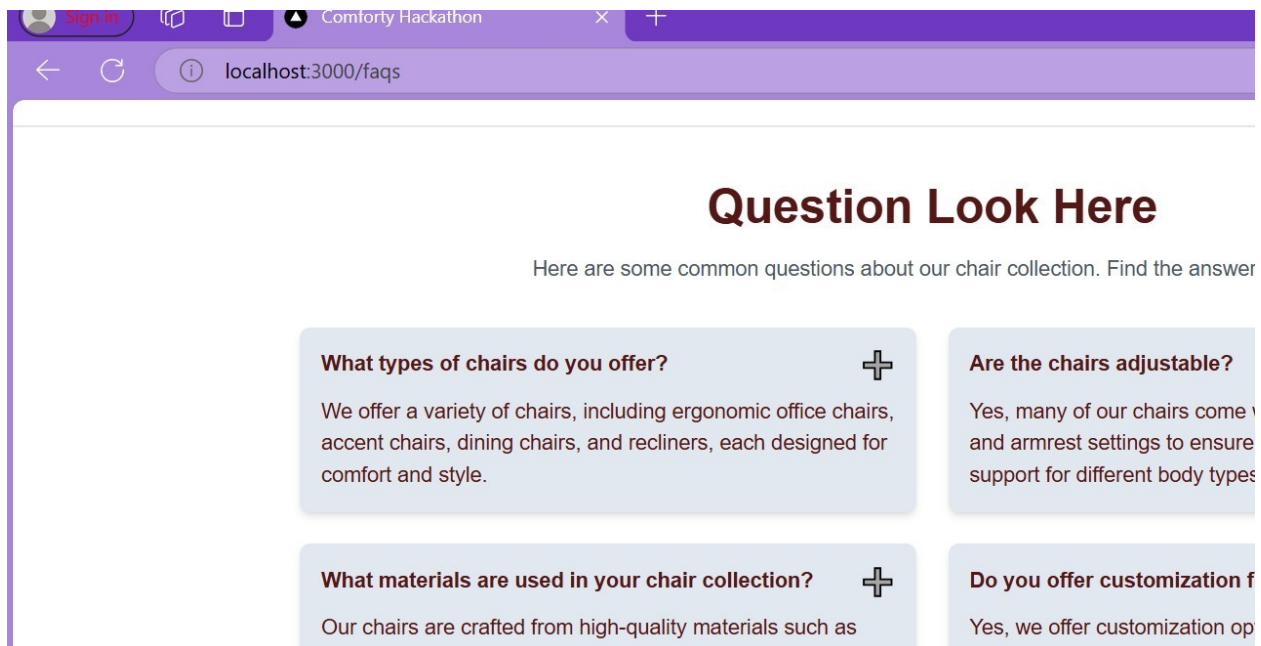 Sign in
Comforty Hackathon
localhost:3000/faqs
Question Look Here
Here are some common questions about our chair collection. Find the answer
What types of chairs do you offer?
We offer a variety of chairs, including ergonomic office chairs,
accent chairs, dining chairs, and recliners, each designed for
comfort and style.
Are the chairs adjustable?
Yes, many of our chairs come
and armrest settings to ensure
support for different body types
What materials are used in your chair collection?
Our chairs are crafted from high-quality materials such as
Do you offer customization f
Yes, we offer customization op